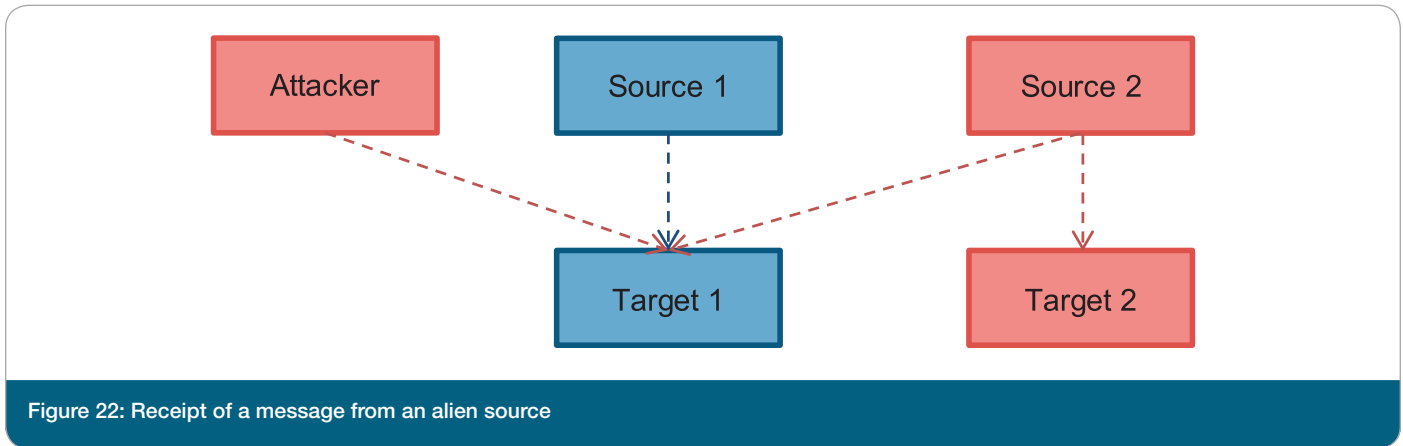 Attacker
Source 1
Source 2
Target 1
Target 2
Figure 22: Receipt of a message from an alien source